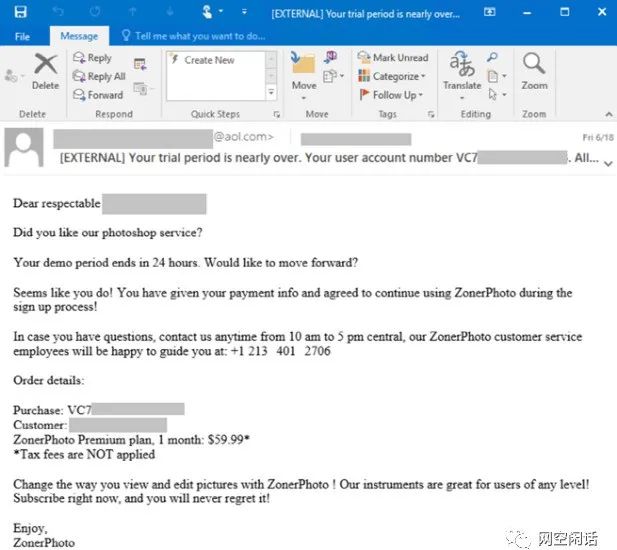 [EXTERNAL] Your trial period is nearly over...
File
Message
Tell me what you want to do...
Delete
Reply
Reply All
Forward
Create New
Move
Mark Unread
Categorize
Follow Up
Translate
Zoom
Delete
Respond
Quick Steps
Move
Tags
Editing
Zoom
@aol.com>
Fri 6/18
[EXTERNAL] Your trial period is nearly over. Your user account number VC7 . All...
Dear respectable
Did you like our photoshop service?
Your demo period ends in 24 hours. Would like to move forward?
Seems like you do! You have given your payment info and agreed to continue using ZonerPhoto during the
sign up process!
In case you have questions, contact us anytime from 10 am to 5 pm central, our ZonerPhoto customer service
employees will be happy to guide you at: +1 213 401 2706
Order details:
Purchase: VC7
Customer:
ZonerPhoto Premium plan, 1 month: $59.99*
*Tax fees are NOT applied
Change the way you view and edit pictures with ZonerPhoto ! Our instruments are great for users of any level!
Subscribe right now, and you will never regret it!
Enjoy,
ZonerPhoto
网空闲话